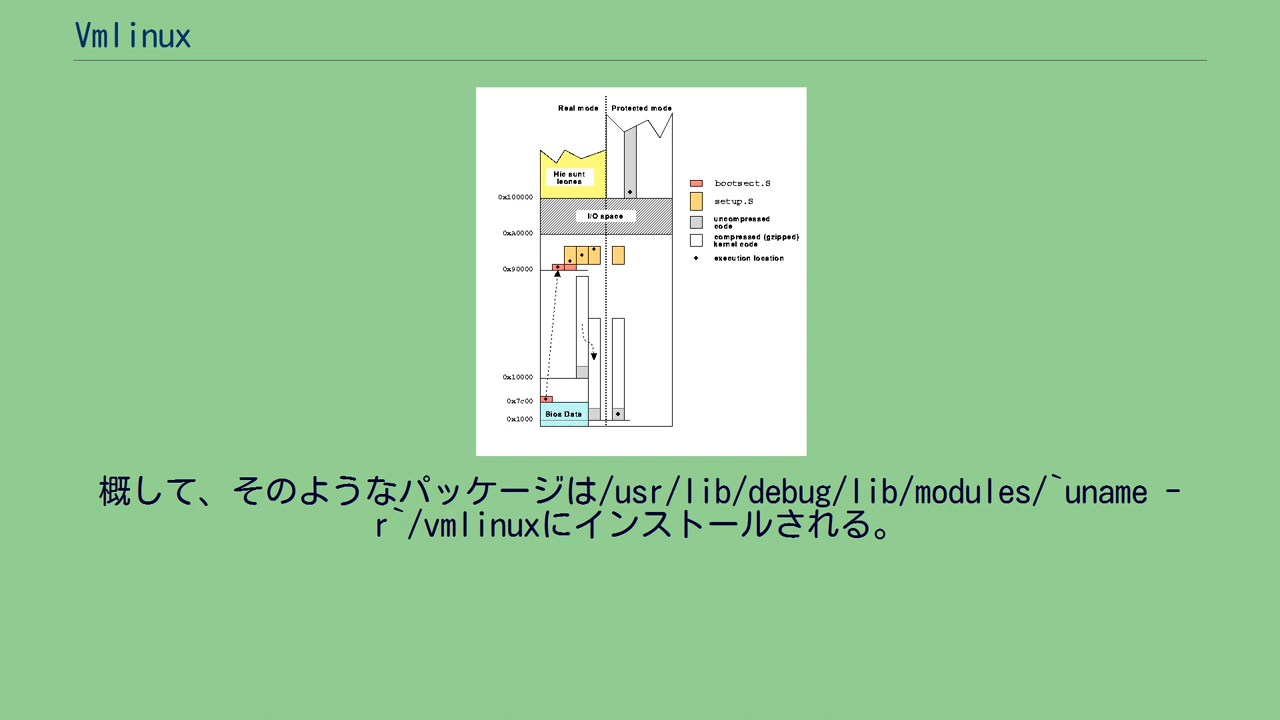 Vmlinux
Real mode
Protected mode
Hic sunt
leones
0x100000
I/O space
0xA0000
0x90000
0x10000
0x7c00
Bios Data
0x1000
bootsect.S
setup.S
uncompressed
code
compressed (gzipped)
kernel code
execution location
概して、そのようなパッケージは/usr/lib/debug/lib/modules/`uname -
r`/vmlinuxにインストールされる。